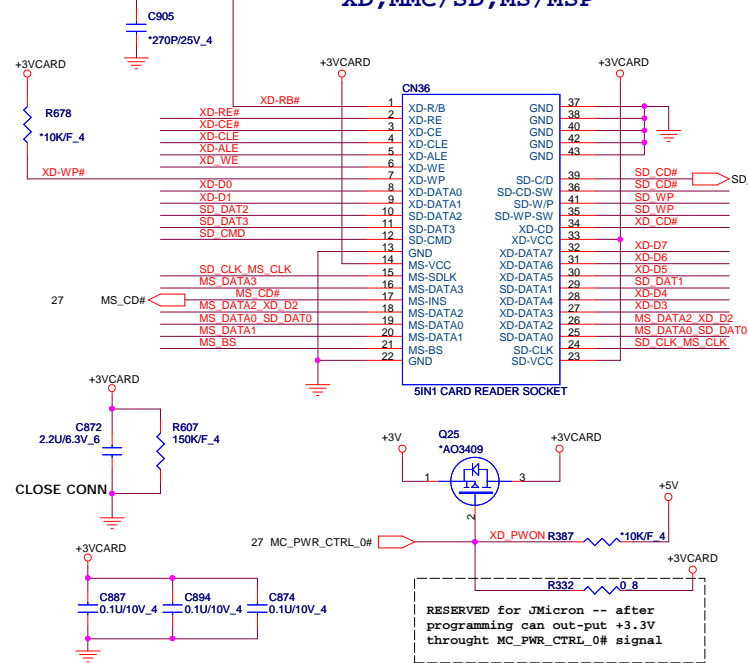 XD,MMC/SD,MS/MSP
C905
*270P/25V_4
+3VCARD
+3VCARD
+3VCARD
R678
*10K/F_4
CN36
XD-RB#
XD-RE#
XD-CE#
XD-CLE
XD-ALE
XD_WE
XD-WP#
XD-D0
XD-D1
SD_DAT2
SD_DAT3
SD_CMD
SD_CLK_MS_CLK
MS_DATA3
27 MS_CD#
MS_CD#
MS_DATA2_XD_D2
MS_DATA0_SD_DAT0
MS_DATA1
MS_BS
1 XD-R/B
2 XD-RE
3 XD-CE
4 XD-CLE
5 XD-ALE
6 XD-WE
7 XD-WP
8 XD-DATA0
9 XD-DATA1
10 SD-DATA2
11 SD-DAT3
12 SD-CMD
13 GND
14 MS-VCC
15 MS-SDLK
16 MS-DATA3
17 MS-INS
18 MS-DATA2
19 MS-DATA0
20 MS-DATA1
21 MS-BS
22 GND
GND 37
GND 38
GND 40
GND 42
GND 43
SD-C/D 39 SD_CD#
SD_
SD-CD-SW 36 SD_CD#
SD-W/P 41 SD_WP
SD-WP-SW 35 SD_WP
XD-CD 34 XD_CD#
XD-VCC 33
XD-DATA7 32 XD-D7
XD-DATA6 31 XD-D6
XD-DATA5 30 XD-D5
SD-DATA1 29 SD_DAT1
XD-DATA4 28 XD-D4
XD-DATA3 27 XD-D3
XD-DATA2 26 MS_DATA2_XD_D2
SD-DATA0 25 MS_DATA0_SD_DAT0
SD-CLK 24 SD_CLK_MS_CLK
SD-VCC 23
5IN1 CARD READER SOCKET
+3VCARD
C872
2.2U/6.3V_6
R607
150K/F_4
CLOSE CONN
+3V
Q25
*AO3409
+3VCARD
1
3
2
+5V
27 MC_PWR_CTRL_0#
XD_PWON
R387
*10K/F_4
+3VCARD
R332
0_8
+3VCARD
C887
0.1U/10V_4
C894
0.1U/10V_4
C874
0.1U/10V_4
RESERVED for JMicron -- after
programming can out-put +3.3V
throught MC_PWR_CTRL_0# signal